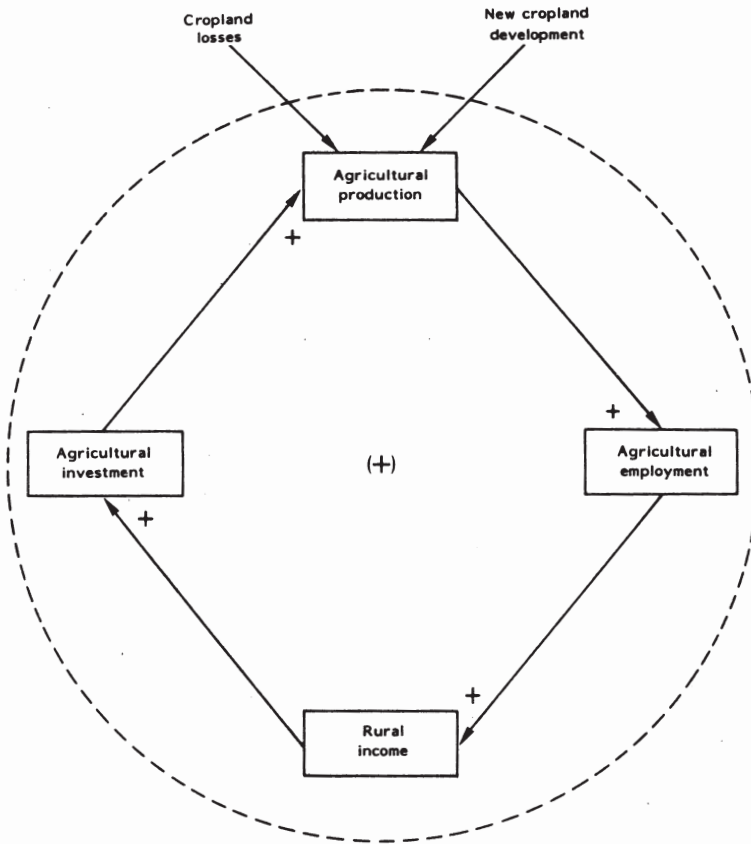 Cropland
losses
New cropland
development
Agricultural
production
+
+
Agricultural
investment
(+)
Agricultural
employment
+
+
Rural
income